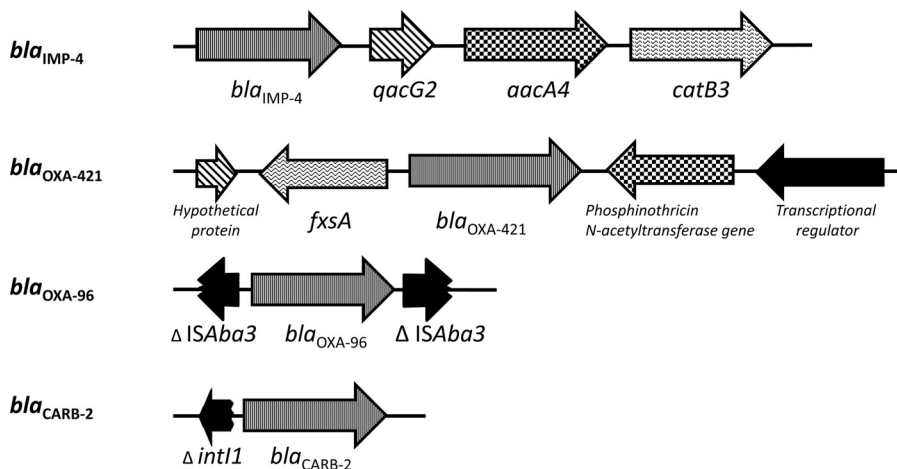 blaIMP-4
blaIMP-4 qacG2 aacA4 catB3
blaOXA-421
Hypothetical protein
fxsA
blaOXA-421
Phosphinothricin
N-acetyltransferase gene
Transcriptional
regulator
blaOXA-96
Δ ISAba3 blaOXA-96 Δ ISAba3
blaCARB-2
Δ intI1 blaCARB-2